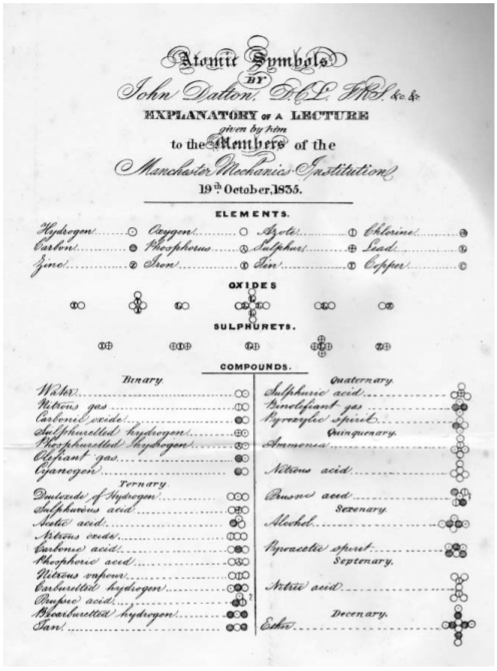 Atomic Symbols
BY
John Dalton, D.C.L. F.R.S. &c. &c.
EXPLANATORY OF A LECTURE
given by him
to the Members of the
Manchester Mechanics Institution
19th October, 1835.
ELEMENTS.
Hydrogen Oxygen Azote Chlorine
Carbon Phosphorus Sulphur Lead
Zinc Iron Tin Copper
OXIDES
SULPHURETS.
COMPOUNDS.
Binary.
Water
Nitrous gas
Carbonic oxide
Sulphuretted hydrogen
Phosphuretted hydrogen
Olefiant gas
Cyanogen
Ternary.
Deutoxide of Hydrogen
Sulphurous acid
Acetic acid
Nitrous oxide
Carbonic acid
Phosphoric acid
Nitrous vapour
Carburetted hydrogen
Prussic acid ?
Bicarburetted hydrogen
Tan
Quaternary.
Sulphuric acid
Binolefiant gas
Pyroxylic spirit
Quinquonary.
Ammonia
Nitrous acid
Prussic acid ?
Sexenary.
Alcohol
Pyroacetic spirit
Septonary.
Nitric acid
Decenary.
Ether